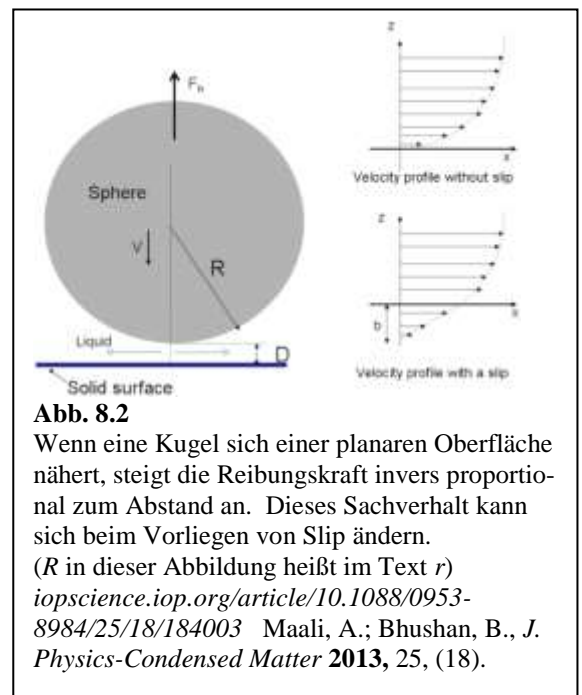 z
F_R
Sphere
V
R
x
Velocity profile without slip
z
b
x
Liquid
D
Velocity profile with a slip
Solid surface
Abb. 8.2
Wenn eine Kugel sich einer planaren Oberfläche
nähert, steigt die Reibungskraft invers proportio-
nal zum Abstand an. Dieses Sachverhalt kann
sich beim Vorliegen von Slip ändern.
(R in dieser Abbildung heißt im Text r)
iopscience.iop.org/article/10.1088/0953-
8984/25/18/184003 Maali, A.; Bhushan, B., J.
Physics-Condensed Matter 2013, 25, (18).